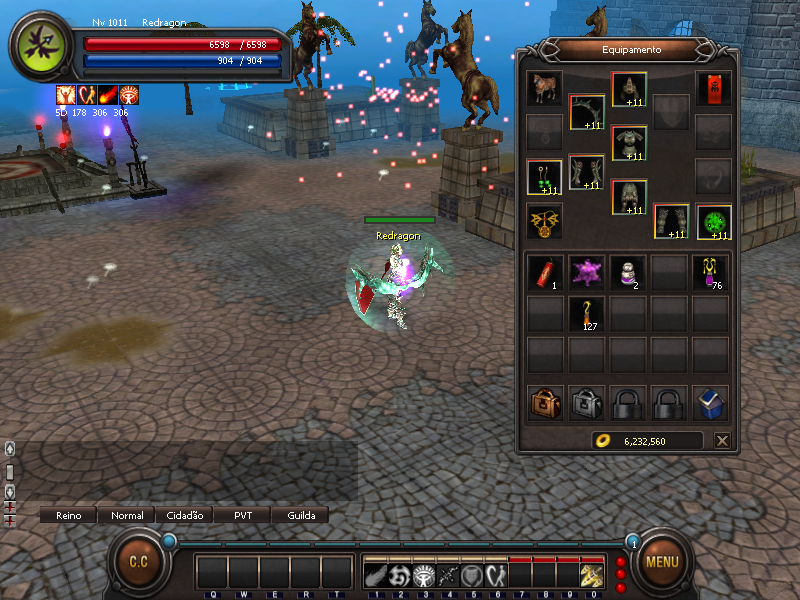 Nv 1011 Redragon
6598 / 6598
904 / 904
5D 178 306 306
Equipamento
+11
+11
+11
+11
+11
+11
+11
+11
Redragon
1
2
76
127
6,232,560
Reino Normal Cidadão PVT Guilda
C.C
1
MENU
Q W E R T 1 2 3 4 5 6 7 8 9 0